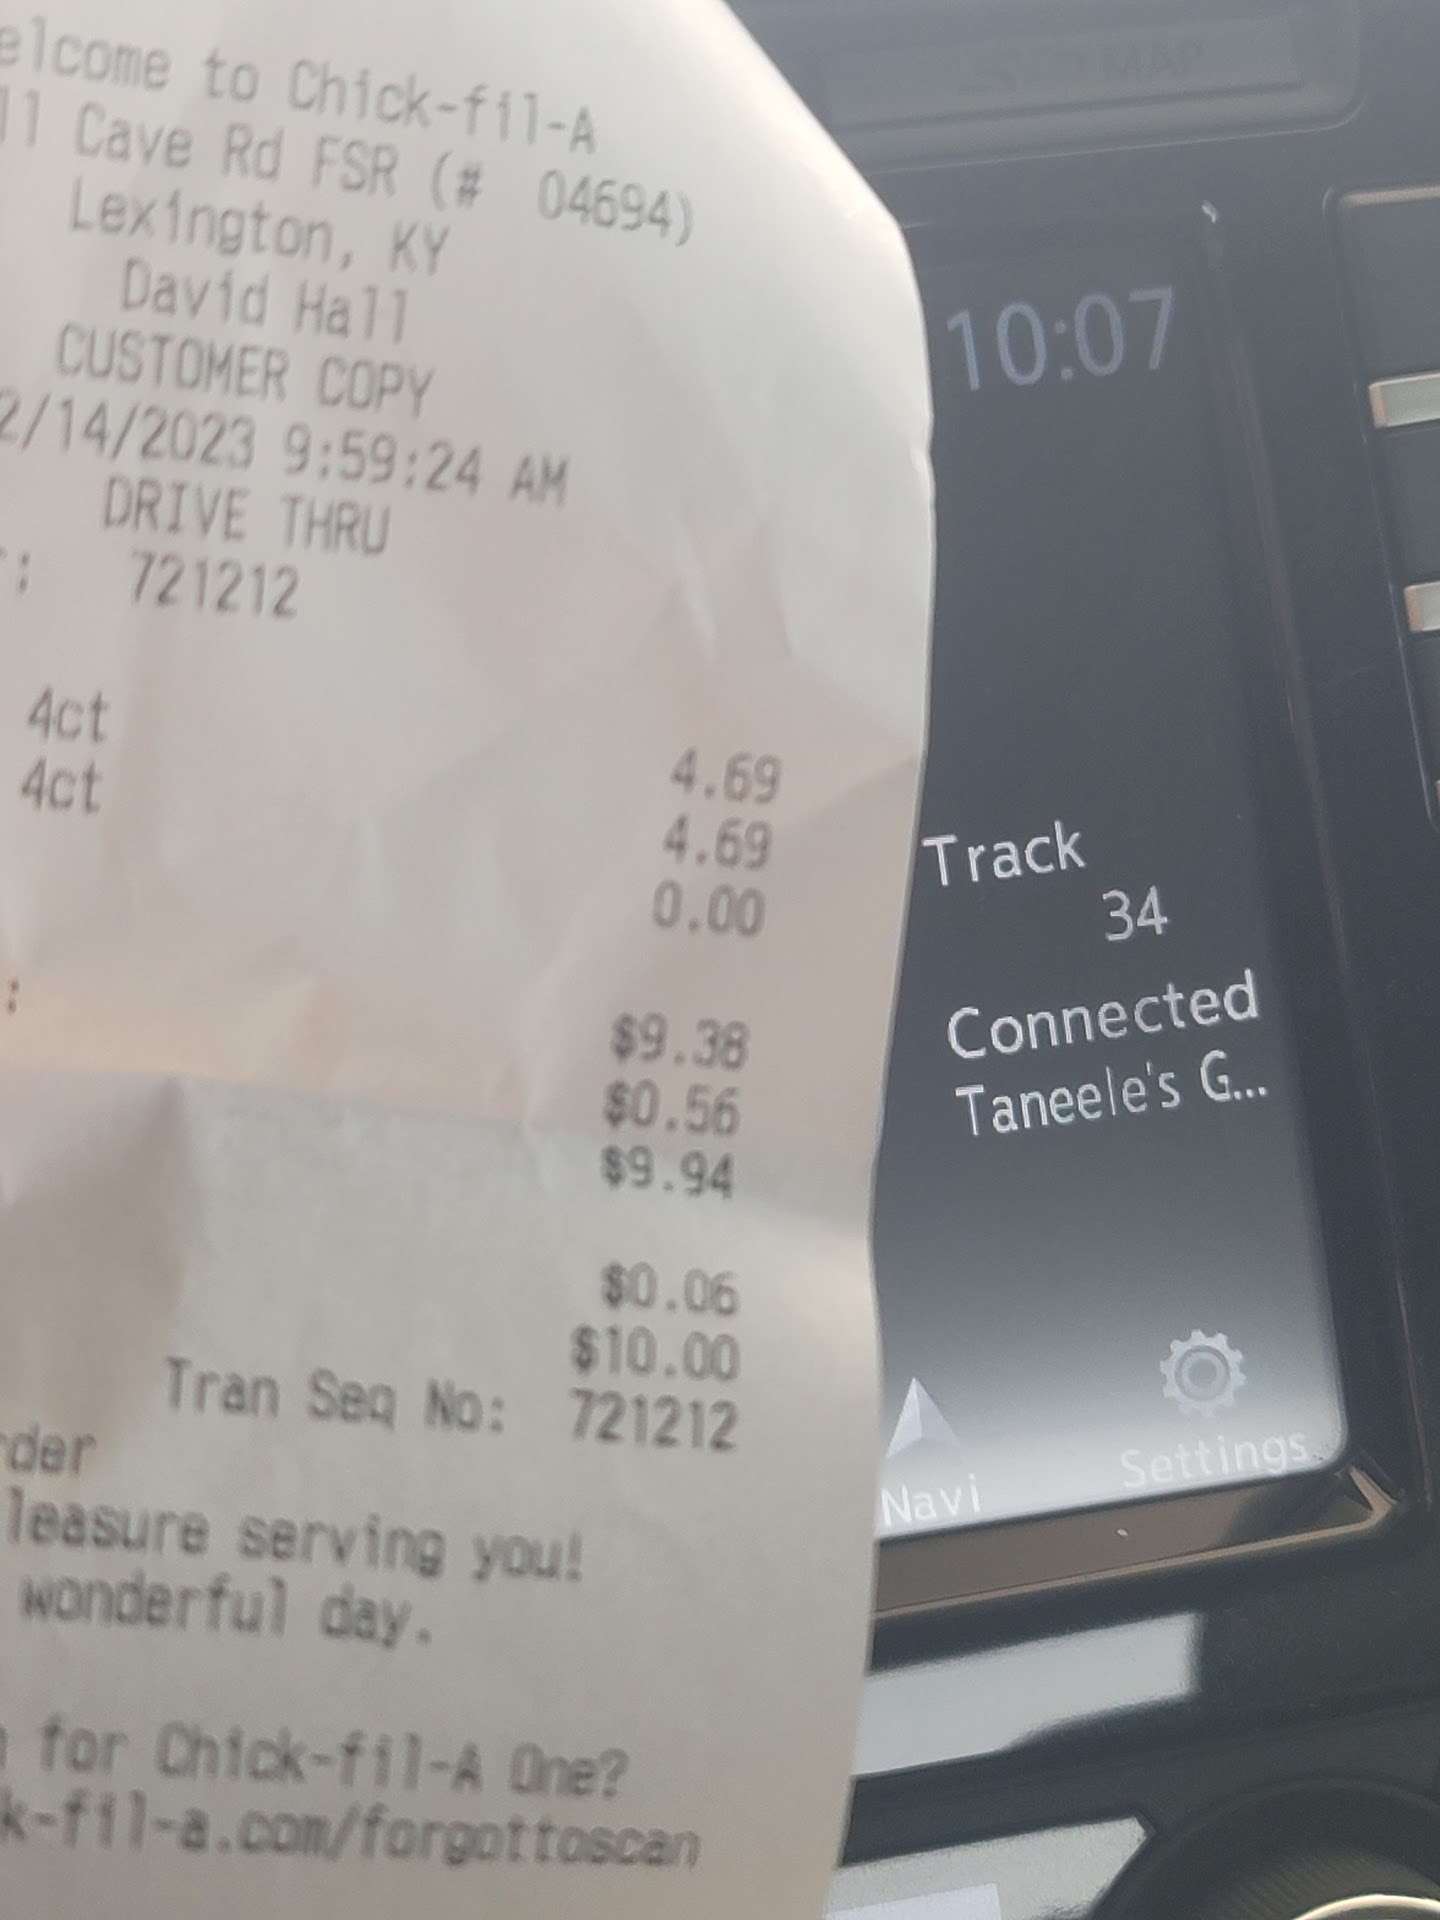 elcome to Chick-fil-A
ll Cave Rd FSR (# 04694)
Lexington, KY
David Hall
CUSTOMER COPY
2/14/2023 9:59:24 AM
DRIVE THRU
: 721212
4ct 4.69
4ct 4.69
0.00
:
$9.38
$0.56
$9.94
$0.06
$10.00
Tran Seq No: 721212
rder
leasure serving you!
wonderful day.
for Chick-fil-A One?
k-fil-a.com/forgottoscan
MAP
10:07
Track
34
Connected
Taneele's G...
Navi
Settings